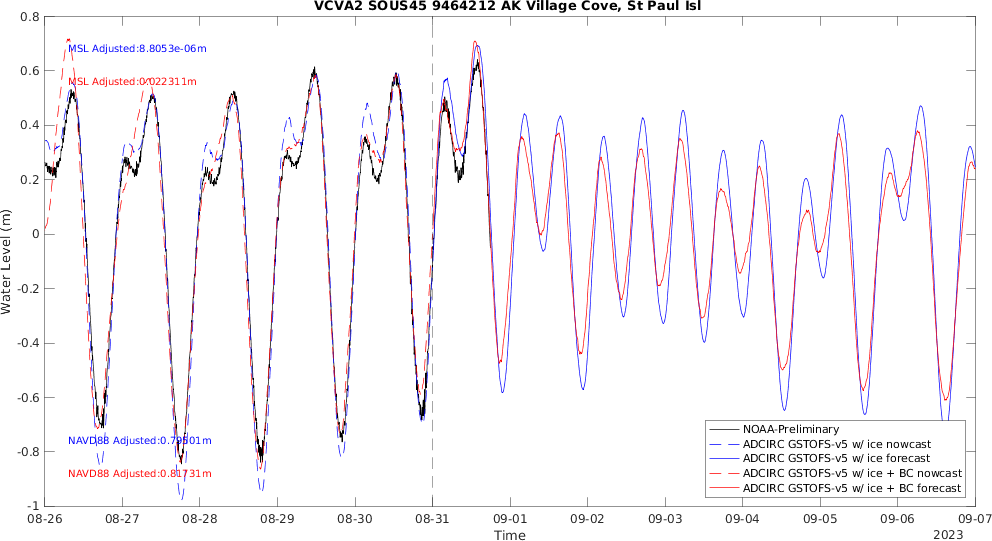 VCVA2 SOUS45 9464212 AK Village Cove, St Paul Isl
MSL Adjusted:8.8053e-06m
MSL Adjusted:0.022311m
NAVD88 Adjusted:0.79501m
NAVD88 Adjusted:0.81731m
Water Level (m)
0.8
0.6
0.4
0.2
0
-0.2
-0.4
-0.6
-0.8
-1
NOAA-Preliminary
ADCIRC GSTOFS-v5 w/ ice nowcast
ADCIRC GSTOFS-v5 w/ ice forecast
ADCIRC GSTOFS-v5 w/ ice + BC nowcast
ADCIRC GSTOFS-v5 w/ ice + BC forecast
08-26 08-27 08-28 08-29 08-30 08-31 09-01 09-02 09-03 09-04 09-05 09-06 09-07
Time
2023